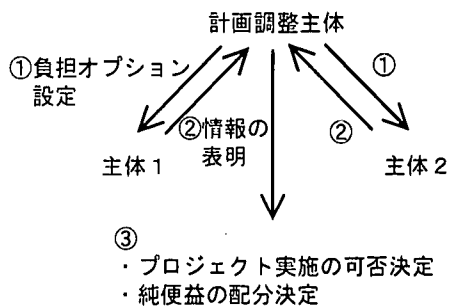 計画調整主体
①負担オプション
設定
①
②情報の
表明
②
主体1
主体2
③
・プロジェクト実施の可否決定
・純便益の配分決定